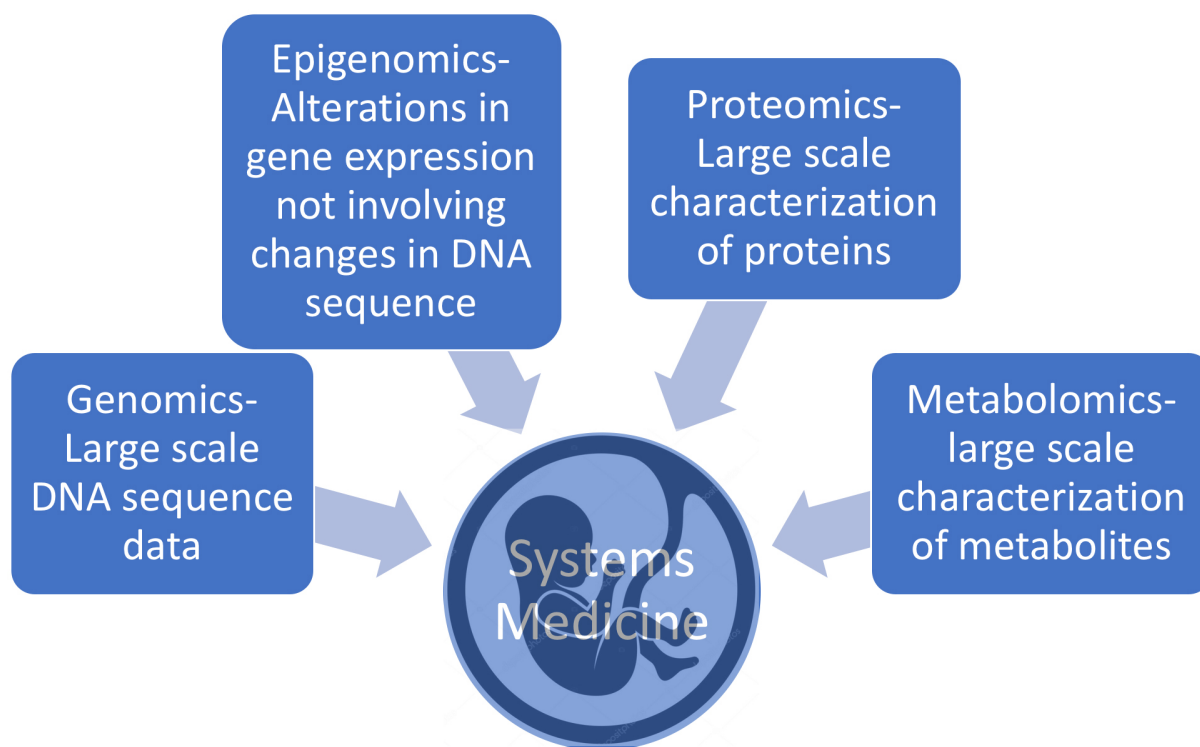 Epigenomics-
Alterations in
gene expression
not involving
changes in DNA
sequence
Proteomics-
Large scale
characterization
of proteins
Genomics-
Large scale
DNA sequence
data
Metabolomics-
large scale
characterization
of metabolites
Systems
Medicine